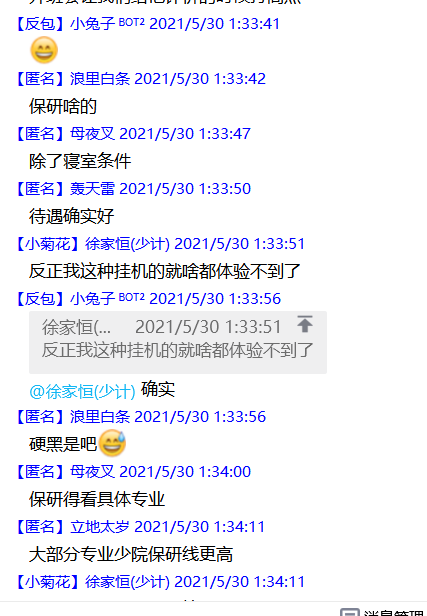 【反包】小兔子 BOT2 2021/5/30 1:33:41
【匿名】浪里白条 2021/5/30 1:33:42
保研啥的
【匿名】母夜叉 2021/5/30 1:33:47
除了寝室条件
【匿名】轰天雷 2021/5/30 1:33:50
待遇确实好
【小菊花】徐家恒(少计) 2021/5/30 1:33:51
反正我这种挂机的就啥都体验不到了
【反包】小兔子 BOT2 2021/5/30 1:33:56
徐家恒(... 2021/5/30 1:33:51
反正我这种挂机的就啥都体验不到了
@徐家恒(少计) 确实
【匿名】浪里白条 2021/5/30 1:33:56
硬黑是吧
【匿名】母夜叉 2021/5/30 1:34:00
保研得看具体专业
【匿名】立地太岁 2021/5/30 1:34:11
大部分专业少院保研线更高
【小菊花】徐家恒(少计) 2021/5/30 1:34:11